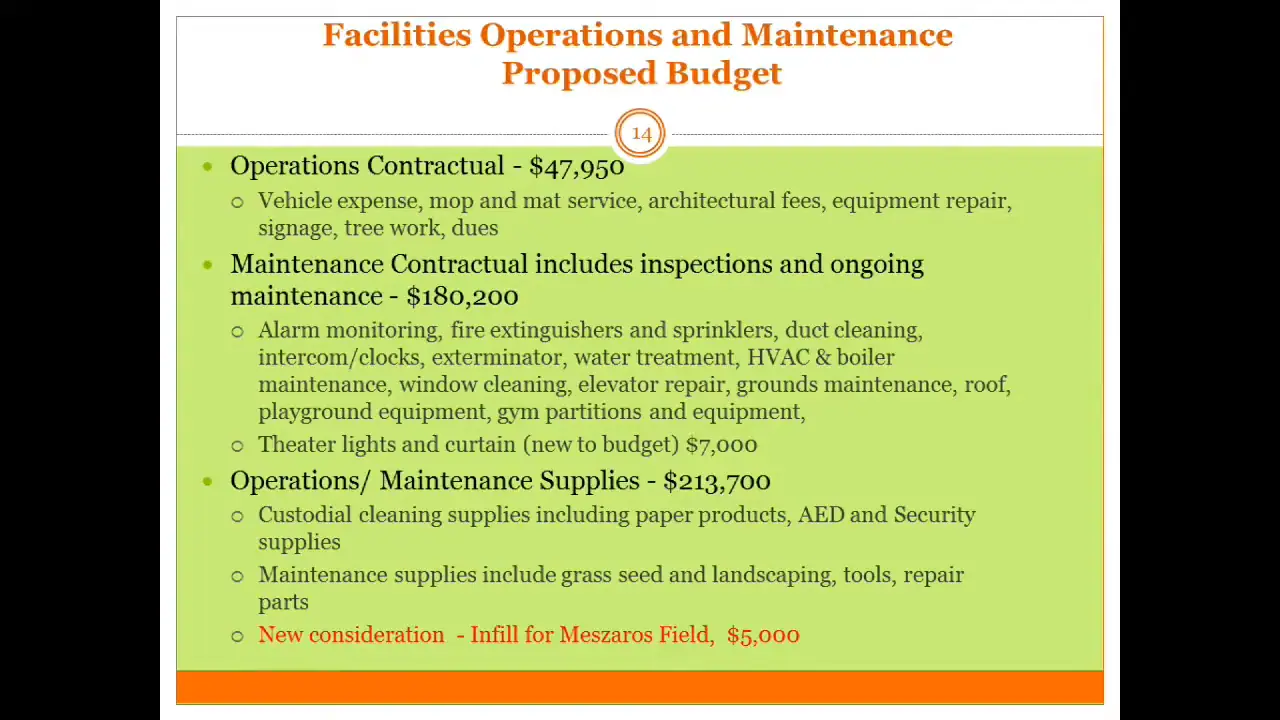 Facilities Operations and Maintenance
Proposed Budget
14
• Operations Contractual - $47,950
○ Vehicle expense, mop and mat service, architectural fees, equipment repair,
signage, tree work, dues
• Maintenance Contractual includes inspections and ongoing
maintenance - $180,200
○ Alarm monitoring, fire extinguishers and sprinklers, duct cleaning,
intercom/clocks, exterminator, water treatment, HVAC & boiler
maintenance, window cleaning, elevator repair, grounds maintenance, roof,
playground equipment, gym partitions and equipment,
○ Theater lights and curtain (new to budget) $7,000
• Operations/ Maintenance Supplies - $213,700
○ Custodial cleaning supplies including paper products, AED and Security
supplies
○ Maintenance supplies include grass seed and landscaping, tools, repair
parts
○ New consideration - Infill for Meszaros Field, $5,000